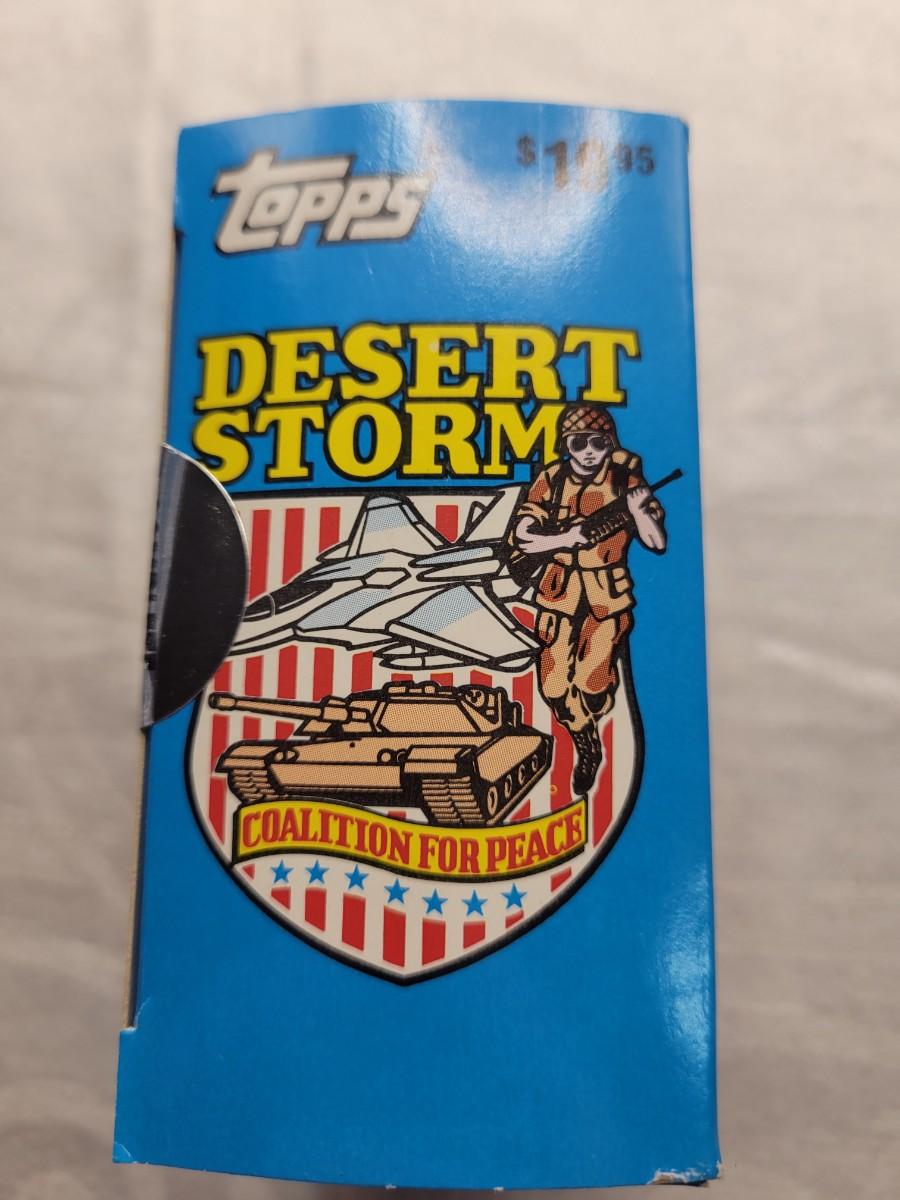 Topps
DESERT
STORM
COALITION FOR PEACE